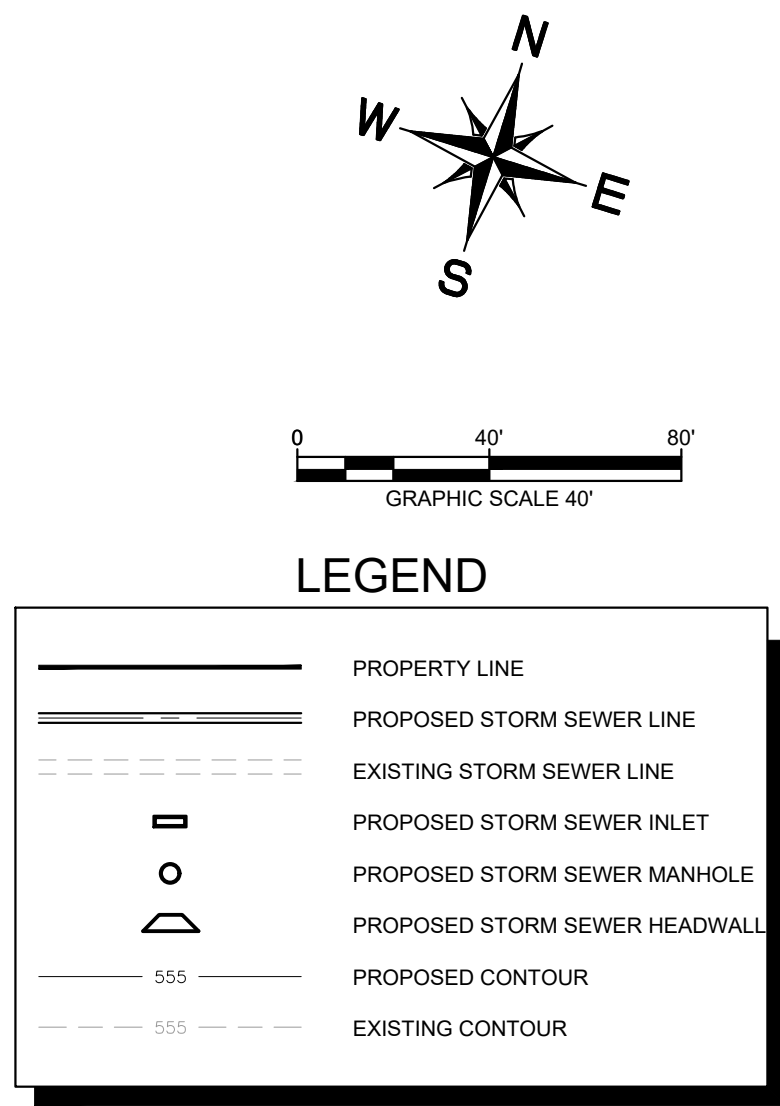 N
W
E
S
0 40' 80'
GRAPHIC SCALE 40'
LEGEND
PROPERTY LINE
PROPOSED STORM SEWER LINE
EXISTING STORM SEWER LINE
PROPOSED STORM SEWER INLET
PROPOSED STORM SEWER MANHOLE
PROPOSED STORM SEWER HEADWALL
555 PROPOSED CONTOUR
555 EXISTING CONTOUR